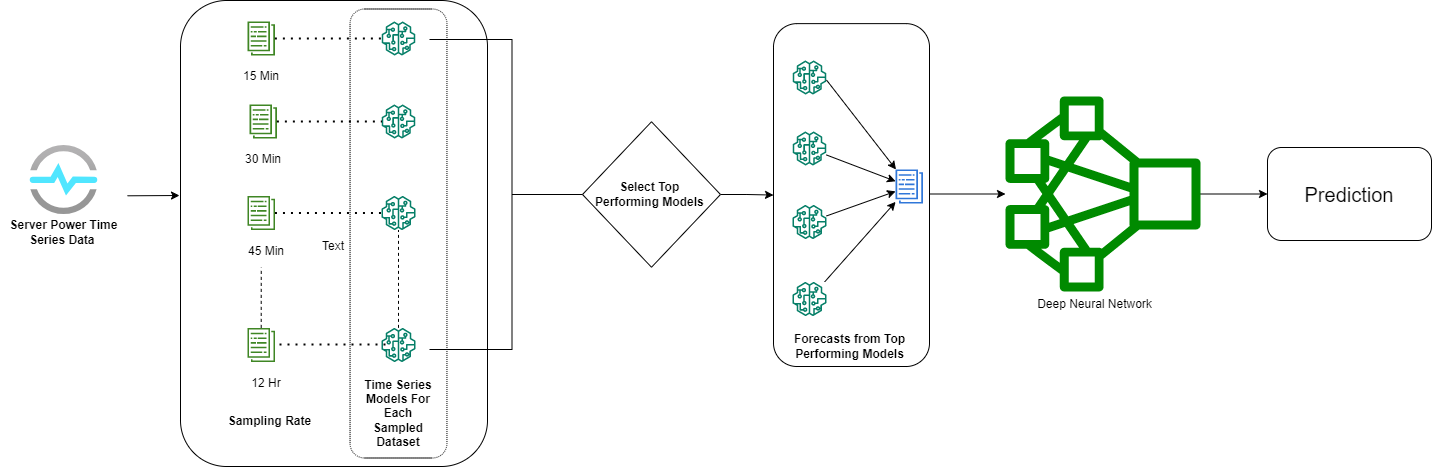 Server Power Time
Series Data
15 Min
30 Min
45 Min
12 Hr
Sampling Rate
Text
Time Series
Models For
Each
Sampled
Dataset
Select Top
Performing Models
Forecasts from Top
Performing Models
Deep Neural Network
Prediction